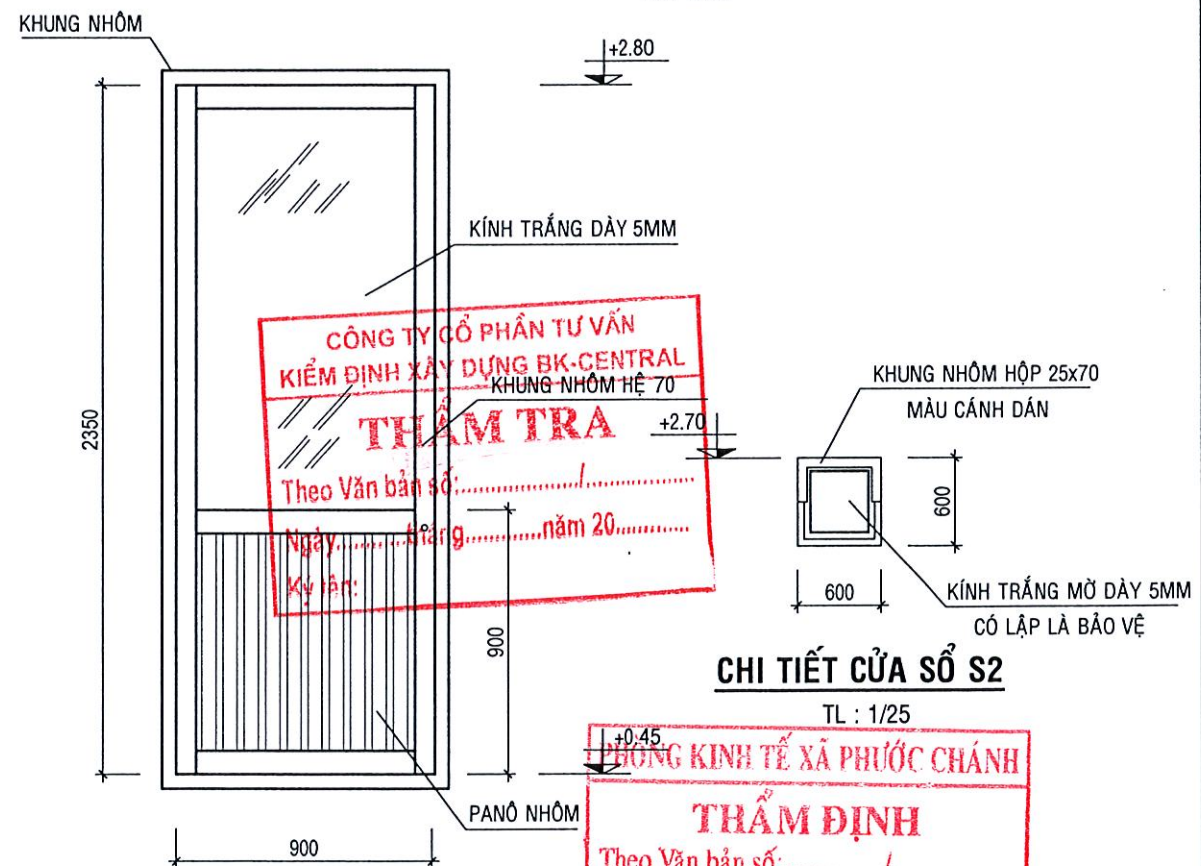 KHUNG NHÔM
+2.80
2350
KÍNH TRẮNG DÀY 5MM
CÔNG TY CỔ PHẦN TƯ VẤN
KIỂM ĐỊNH XÂY DỰNG BK-CENTRAL
KHUNG NHÔM HỆ 70
THẨM TRA
Theo Văn bản số:............/............
Ngày............tháng............năm 20............
Ký tên:
900
+0.45
PANÔ NHÔM
900
+2.70
KHUNG NHÔM HỘP 25x70
MÀU CÁNH DÁN
600
600
KÍNH TRẮNG MỜ DÀY 5MM
CÓ LẬP LÀ BẢO VỆ
CHI TIẾT CỬA SỔ S2
TL : 1/25
PHÒNG KINH TẾ XÃ PHƯỚC CHÁNH
THẨM ĐỊNH
Theo Văn bản số:............/